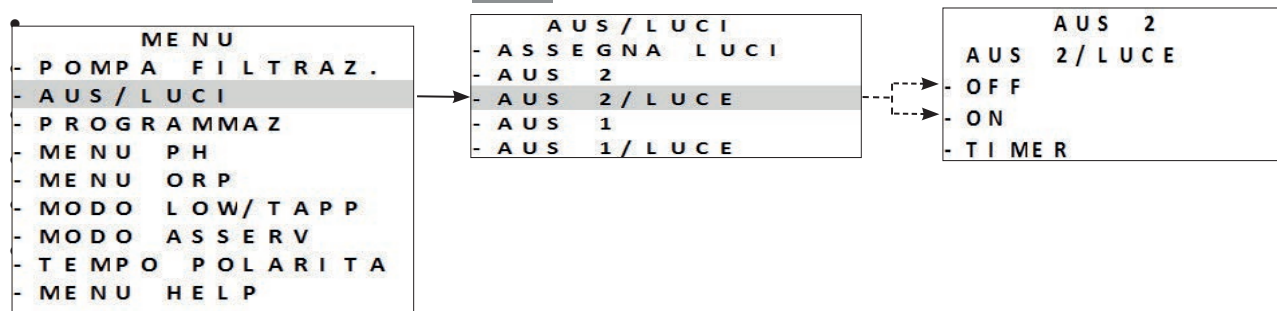 MENU
- POMPA FILTRAZ.
- AUS/LUCI
- PROGRAMMAZ
- MENU PH
- MENU ORP
- MODO LOW/TAPP
- MODO ASSERV
- TEMPO POLARITA
- MENU HELP
AUS/LUCI
- ASSEGNA LUCI
- AUS 2
- AUS 2/LUCE
- AUS 1
- AUS 1/LUCE
AUS 2
AUS 2/LUCE
- OFF
- ON
- TIMER